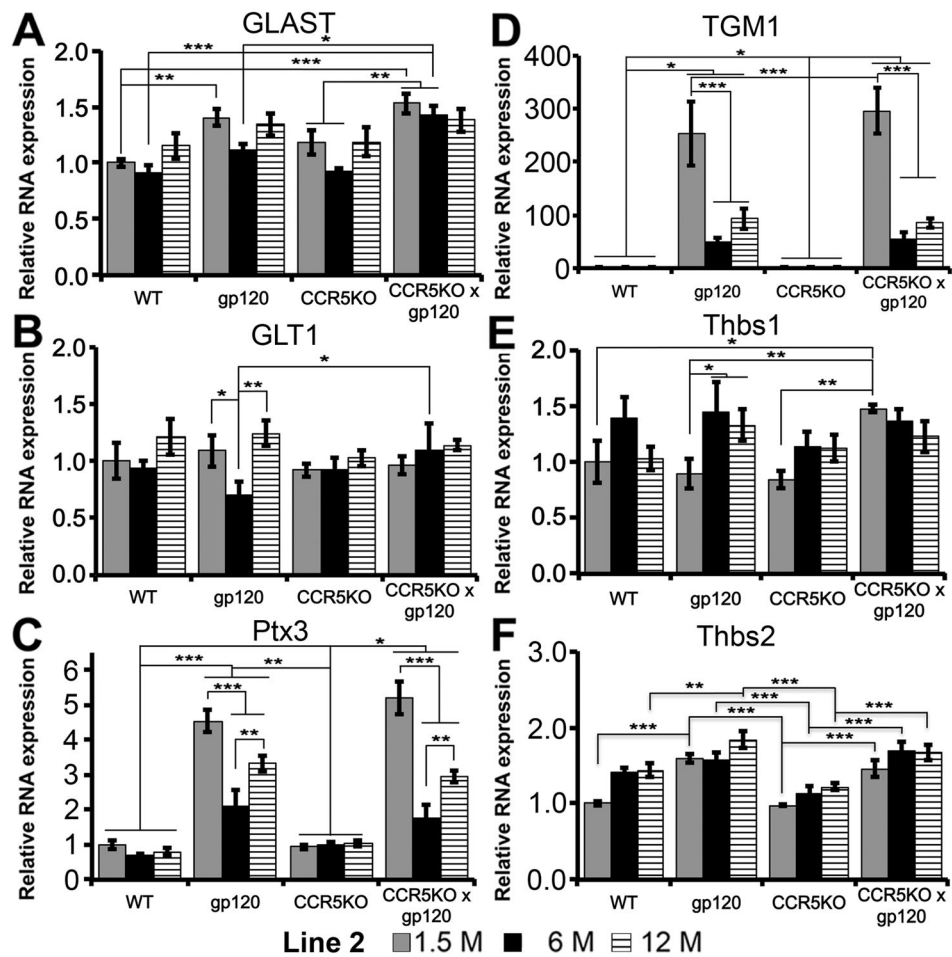 A
GLAST
Relative RNA expression
2.0
1.5
1.0
0.5
0.0
***
*
***
**
**
WT
gp120
CCR5KO
CCR5KO x
gp120
B
GLT1
Relative RNA expression
2.0
1.5
1.0
0.5
0.0
*
*
**
WT
gp120
CCR5KO
CCR5KO x
gp120
C
Ptx3
Relative RNA expression
6
5
4
3
2
1
0
*
***
**
***
***
**
**
WT
gp120
CCR5KO
CCR5KO x
gp120
D
TGM1
Relative RNA expression
400
300
200
100
0
*
*
***
***
***
WT
gp120
CCR5KO
CCR5KO x
gp120
E
Thbs1
Relative RNA expression
2.0
1.5
1.0
0.5
0.0
*
**
*
**
WT
gp120
CCR5KO
CCR5KO x
gp120
F
Thbs2
Relative RNA expression
3.0
2.0
1.0
0.0
**
***
***
***
***
***
***
***
WT
gp120
CCR5KO
CCR5KO x
gp120
Line 2 1.5 M 6 M 12 M